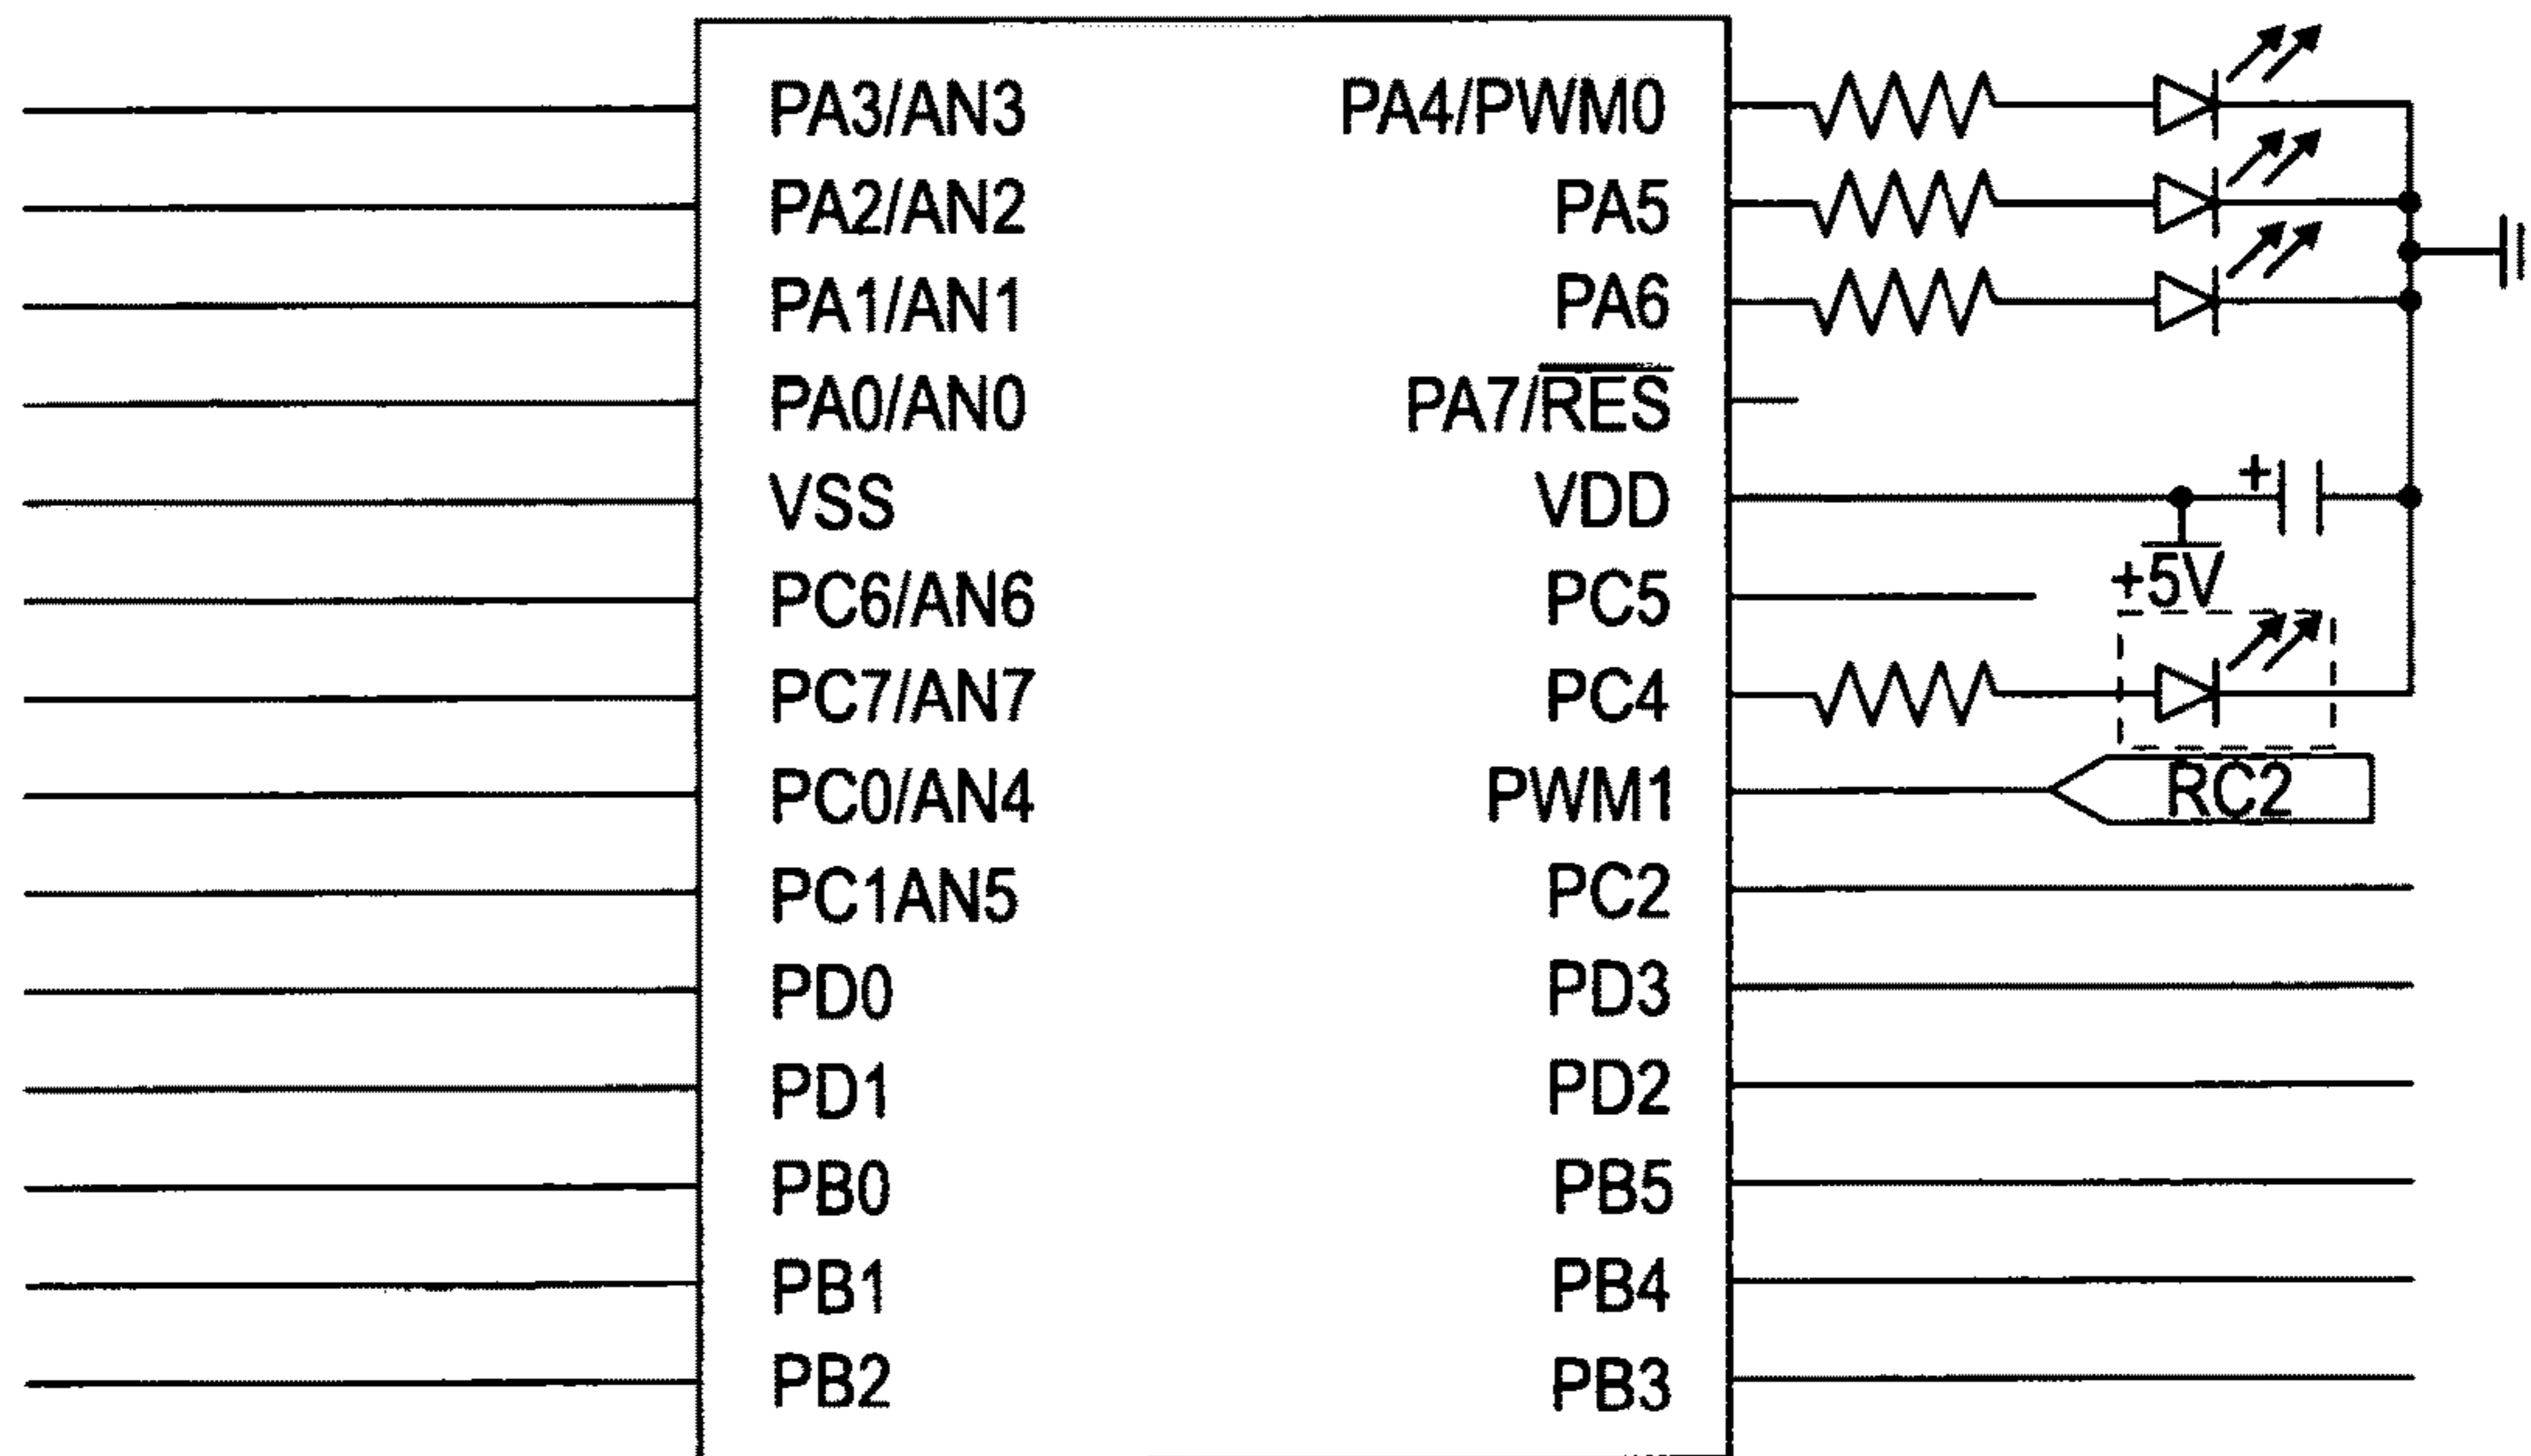 PA3/AN3 PA4/PWM0
PA2/AN2 PA5
PA1/AN1 PA6
PA0/AN0 PA7/RES
VSS VDD +
+5V
PC6/AN6 PC5
PC7/AN7 PC4
PC0/AN4 PWM1 RC2
PC1AN5 PC2
PD0 PD3
PD1 PD2
PB0 PB5
PB1 PB4
PB2 PB3